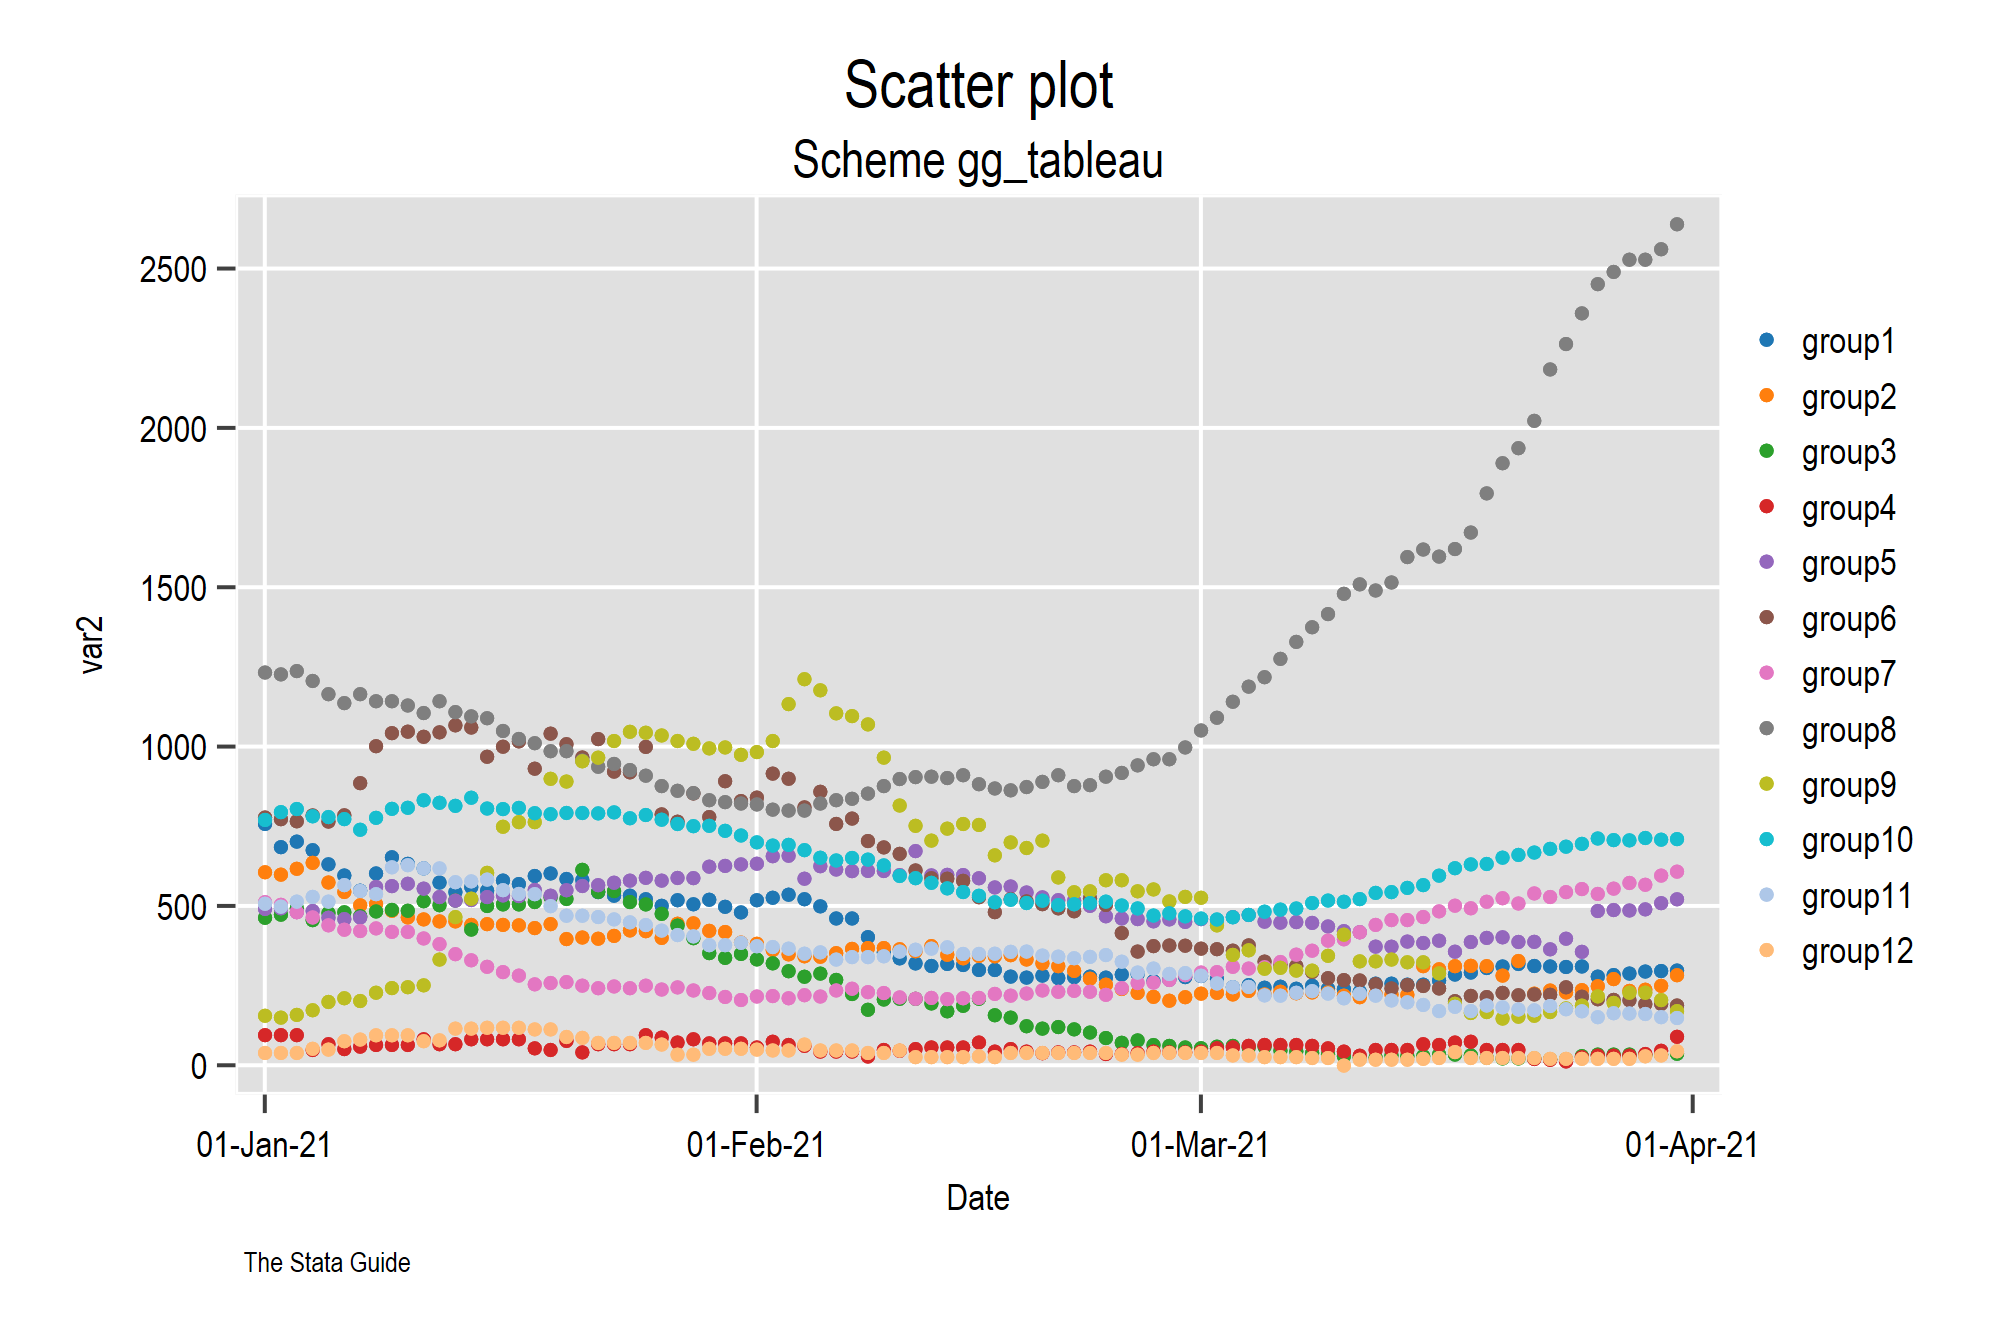 Scatter plot
Scheme gg_tableau
2500
2000
1500
1000
500
0
var2
01-Jan-21
01-Feb-21
01-Mar-21
01-Apr-21
Date
group1
group2
group3
group4
group5
group6
group7
group8
group9
group10
group11
group12
The Stata Guide